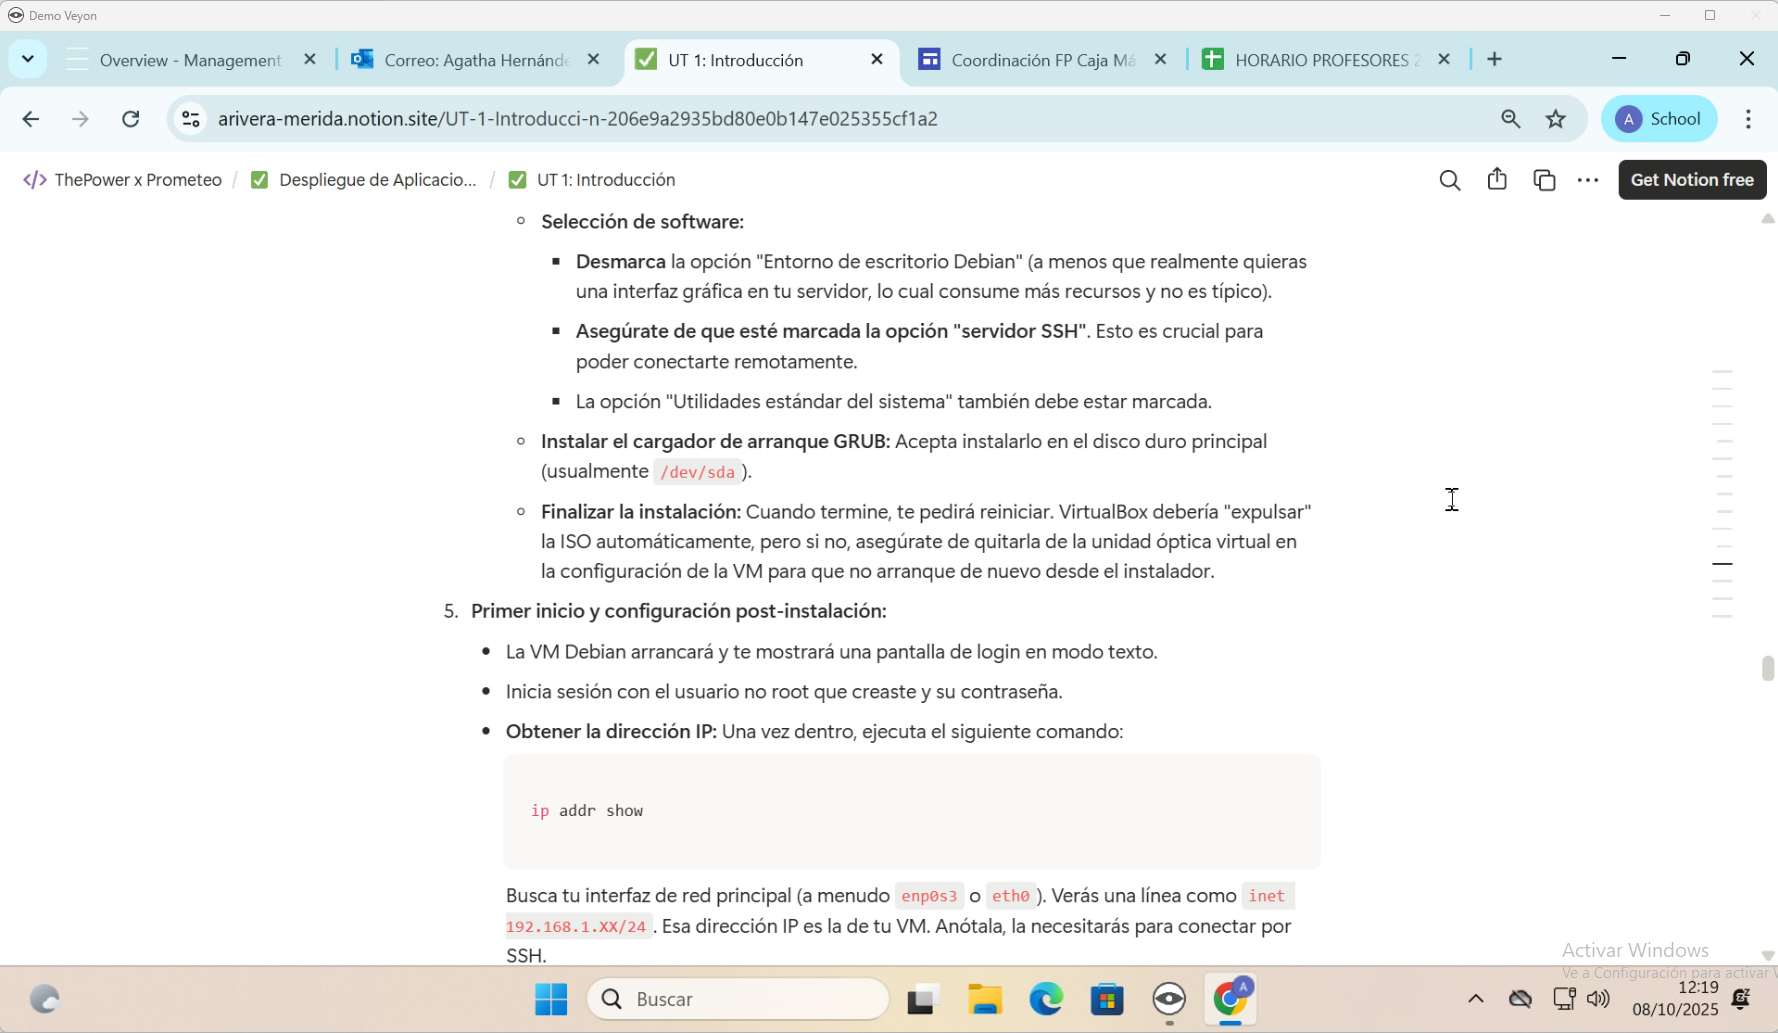 Demo Veyon
Overview - Management
Correo: Agatha Hernánde
UT 1: Introducción
Coordinación FP Caja Má
HORARIO PROFESORES 2
arivera-merida.notion.site/UT-1-Introducci-n-206e9a2935bd80e0b147e025355cf1a2
A School
</> ThePower x Prometeo / Despliegue de Aplicacio... / UT 1: Introducción
Get Notion free
Selección de software:
Desmarca la opción "Entorno de escritorio Debian" (a menos que realmente quieras
una interfaz gráfica en tu servidor, lo cual consume más recursos y no es típico).
Asegúrate de que esté marcada la opción "servidor SSH". Esto es crucial para
poder conectarte remotamente.
La opción "Utilidades estándar del sistema" también debe estar marcada.
Instalar el cargador de arranque GRUB: Acepta instalarlo en el disco duro principal
(usualmente /dev/sda ).
Finalizar la instalación: Cuando termine, te pedirá reiniciar. VirtualBox debería "expulsar"
la ISO automáticamente, pero si no, asegúrate de quitarla de la unidad óptica virtual en
la configuración de la VM para que no arranque de nuevo desde el instalador.
5. Primer inicio y configuración post-instalación:
La VM Debian arrancará y te mostrará una pantalla de login en modo texto.
Inicia sesión con el usuario no root que creaste y su contraseña.
Obtener la dirección IP: Una vez dentro, ejecuta el siguiente comando:
ip addr show
Busca tu interfaz de red principal (a menudo enp0s3 o eth0 ). Verás una línea como inet
192.168.1.XX/24 . Esa dirección IP es la de tu VM. Anótala, la necesitarás para conectar por
SSH.
Activar Windows
Ve a Configuración para activar V
Buscar
A
12:19
08/10/2025